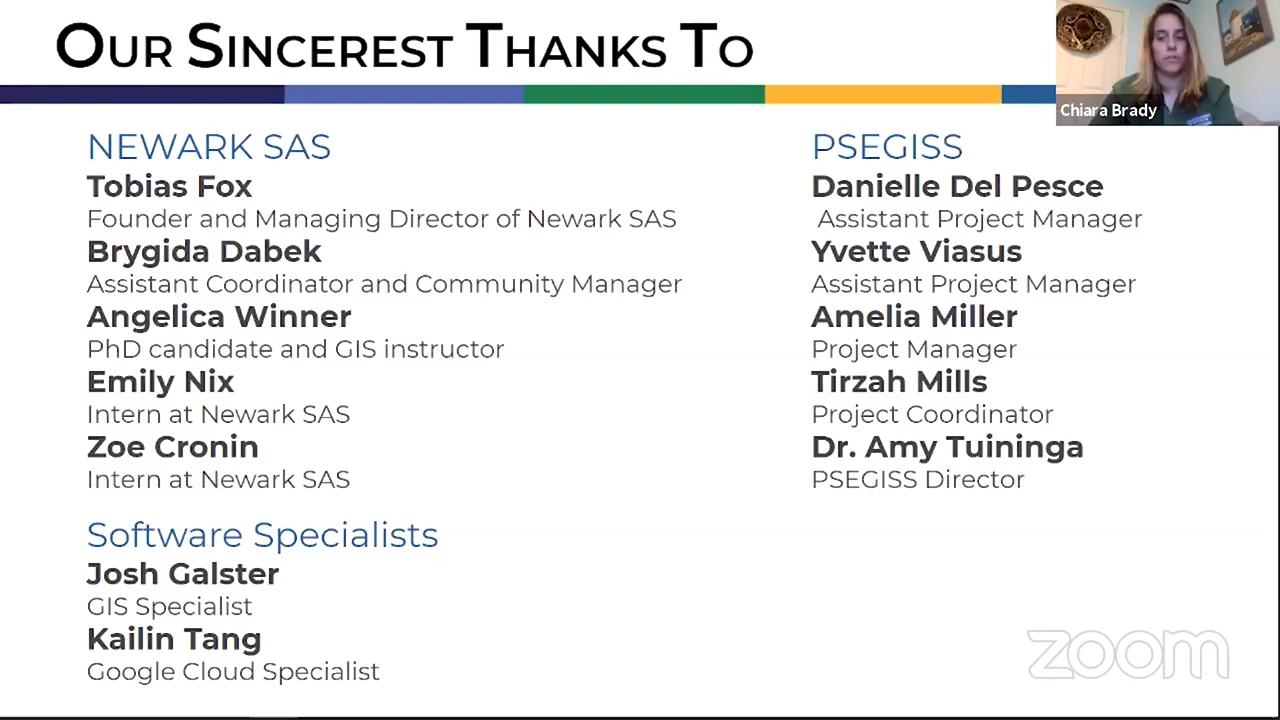 OUR SINCEREST THANKS TO
Chiara Brady
NEWARK SAS
Tobias Fox
Founder and Managing Director of Newark SAS
Brygida Dabek
Assistant Coordinator and Community Manager
Angelica Winner
PhD candidate and GIS instructor
Emily Nix
Intern at Newark SAS
Zoe Cronin
Intern at Newark SAS
Software Specialists
Josh Galster
GIS Specialist
Kailin Tang
Google Cloud Specialist
PSEGISS
Danielle Del Pesce
Assistant Project Manager
Yvette Viasus
Assistant Project Manager
Amelia Miller
Project Manager
Tirzah Mills
Project Coordinator
Dr. Amy Tuininga
PSEGISS Director
zoom